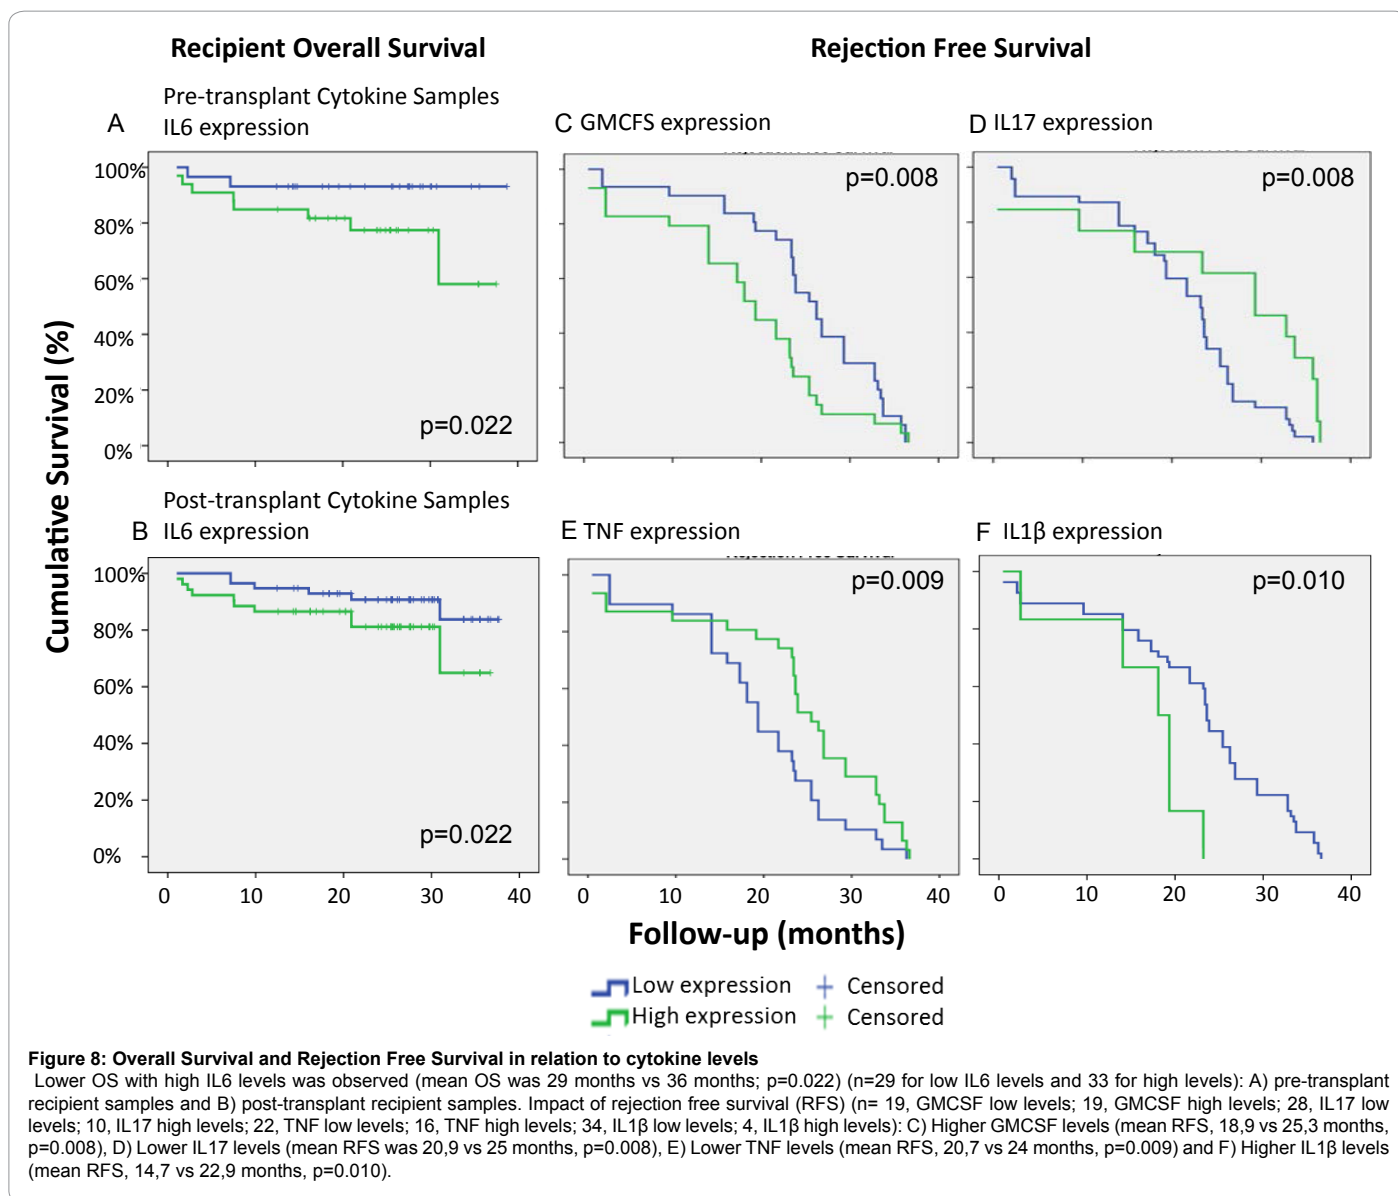 Recipient Overall Survival
Rejection Free Survival
Pre-transplant Cytokine Samples
A IL6 expression
C GMCFS expression
D IL17 expression
100%
80%
60%
40%
20%
0%
p=0.022
p=0.008
p=0.008
Post-transplant Cytokine Samples
B IL6 expression
E TNF expression
F IL1β expression
100%
80%
60%
40%
20%
0%
p=0.022
p=0.009
p=0.010
0 10 20 30 40
0 10 20 30 40
0 10 20 30 40
Cumulative Survival (%)
Follow-up (months)
Low expression Censored
High expression Censored
Figure 8: Overall Survival and Rejection Free Survival in relation to cytokine levels
Lower OS with high IL6 levels was observed (mean OS was 29 months vs 36 months; p=0.022) (n=29 for low IL6 levels and 33 for high levels): A) pre-transplant
recipient samples and B) post-transplant recipient samples. Impact of rejection free survival (RFS) (n= 19, GMCSF low levels; 19, GMCSF high levels; 28, IL17 low
levels; 10, IL17 high levels; 22, TNF low levels; 16, TNF high levels; 34, IL1β low levels; 4, IL1β high levels): C) Higher GMCSF levels (mean RFS, 18,9 vs 25,3 months,
p=0.008), D) Lower IL17 levels (mean RFS was 20,9 vs 25 months, p=0.008), E) Lower TNF levels (mean RFS, 20,7 vs 24 months, p=0.009) and F) Higher IL1β levels
(mean RFS, 14,7 vs 22,9 months, p=0.010).